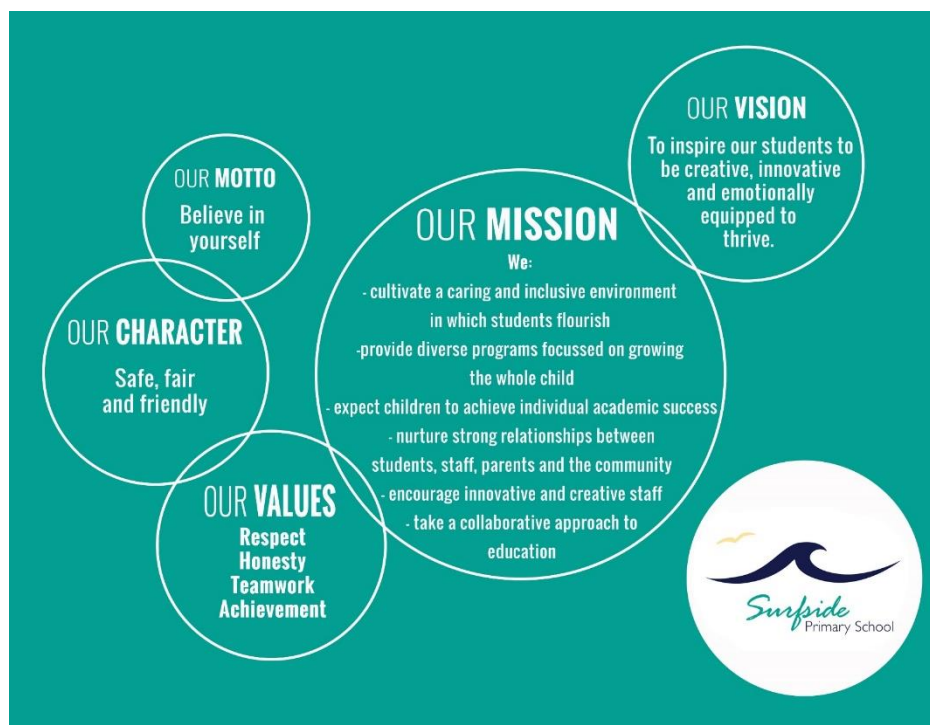 OUR VISION
To inspire our students to
be creative, innovative
and emotionally
equipped to
thrive.
OUR MOTTO
Believe in
yourself
OUR MISSION
We:
- cultivate a caring and inclusive environment
in which students flourish
-provide diverse programs focussed on growing
the whole child
- expect children to achieve individual academic success
- nurture strong relationships between
students, staff, parents and the community
- encourage innovative and creative staff
- take a collaborative approach to
education
OUR CHARACTER
Safe, fair
and friendly
OUR VALUES
Respect
Honesty
Teamwork
Achievement
Surfside
Primary School